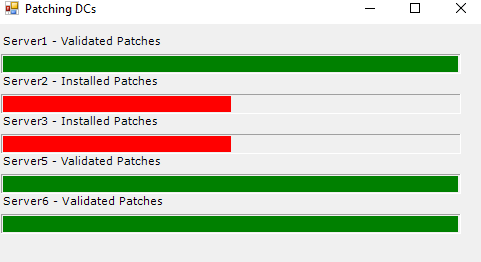 Patching DCs
Server1 - Validated Patches
Server2 - Installed Patches
Server3 - Installed Patches
Server5 - Validated Patches
Server6 - Validated Patches